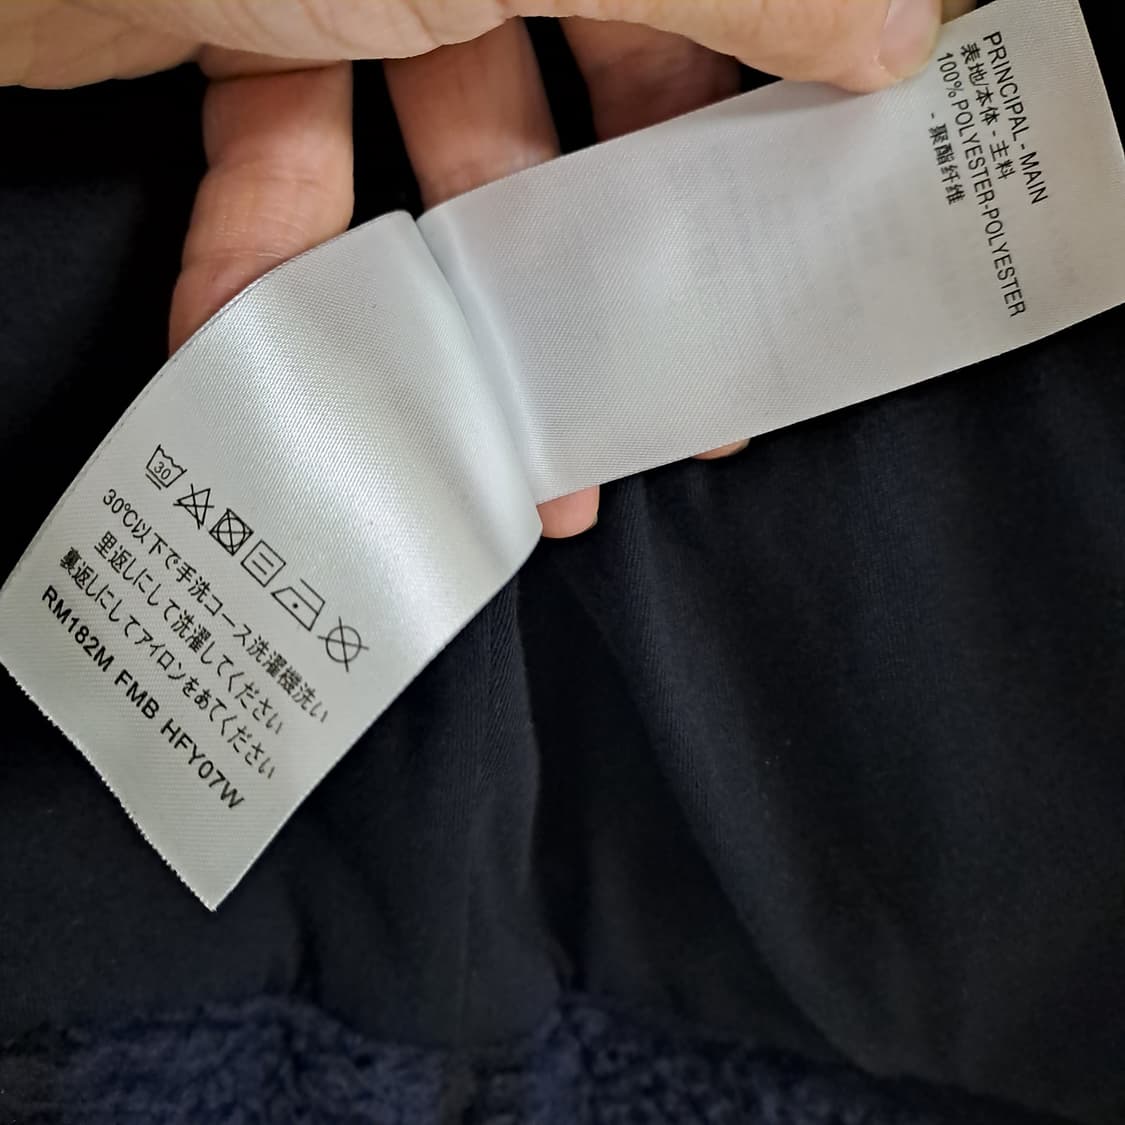 PRINCIPAL - MAIN
表地/本体 - 主料
100% POLYESTER-POLYESTER
- 聚酯纤维
30
30℃以下で手洗コース洗濯機洗い
里返しにして洗濯してください
裏返しにしてアイロンをあてください
RM182M FMB HFY07W